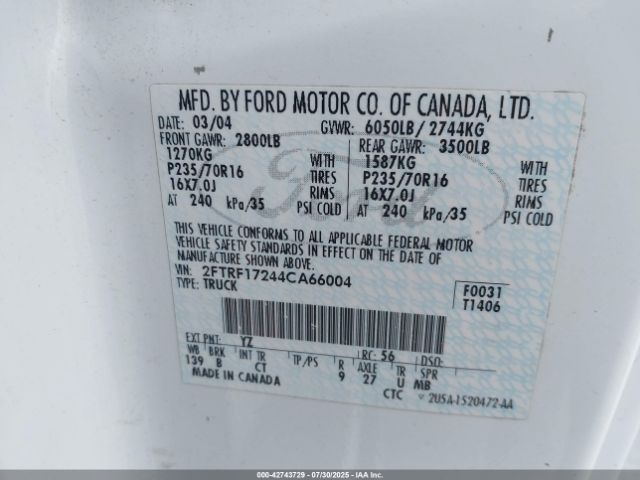 MFD. BY FORD MOTOR CO. OF CANADA, LTD.
DATE: 03/04 GVWR: 6050LB/ 2744KG
FRONT GAWR: 2800LB REAR GAWR: 3500LB
1270KG WITH 1587KG WITH
P235/70R16 TIRES P235/70R16 TIRES
16X7.0J RIMS 16X7.0J RIMS
AT 240 kPa/35 PSI COLD AT 240 kPa/35 PSI COLD
THIS VEHICLE CONFORMS TO ALL APPLICABLE FEDERAL MOTOR
VEHICLE SAFETY STANDARDS IN EFFECT ON THE DATE OF
MANUFACTURE SHOWN ABOVE.
VIN: 2FTRF17244CA66004 F0031
TYPE: TRUCK T1406
EXT PNT: YZ RC: 56 DSO:
WB BRK INT TR TP/PS R AXLE TR SPR
139 B CT 9 27 U MB
MADE IN CANADA CTC 2U5A-1520472-AA
000-42743729 07/30/2025 - IAAI.COM